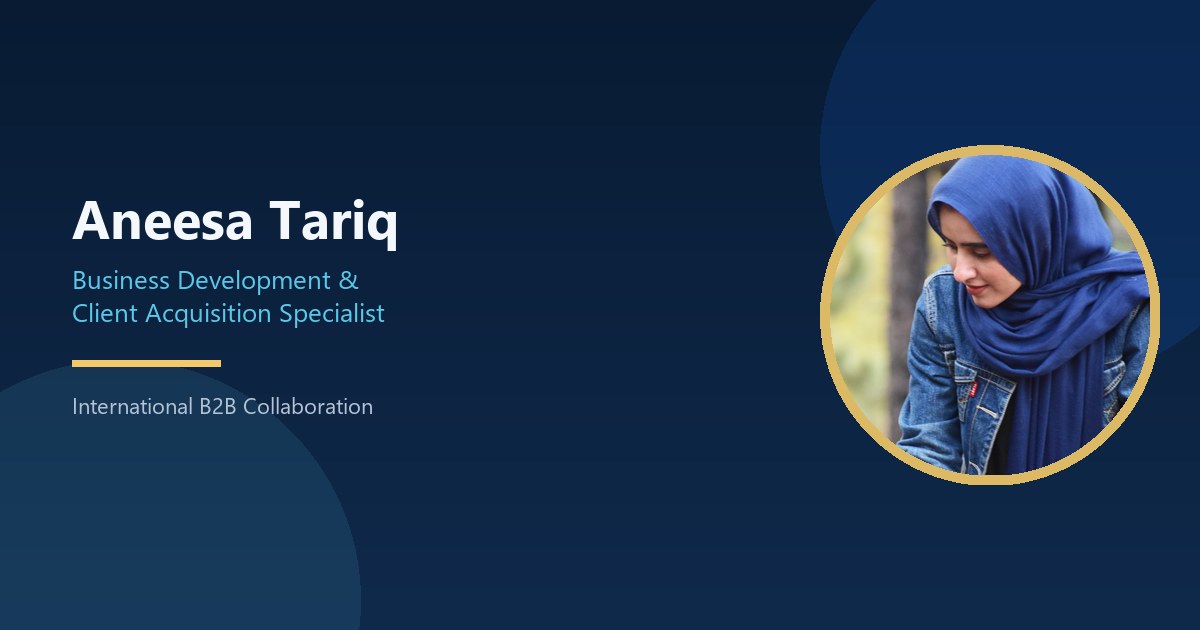 Aneesa Tariq
Business Development &
Client Acquisition Specialist
International B2B Collaboration